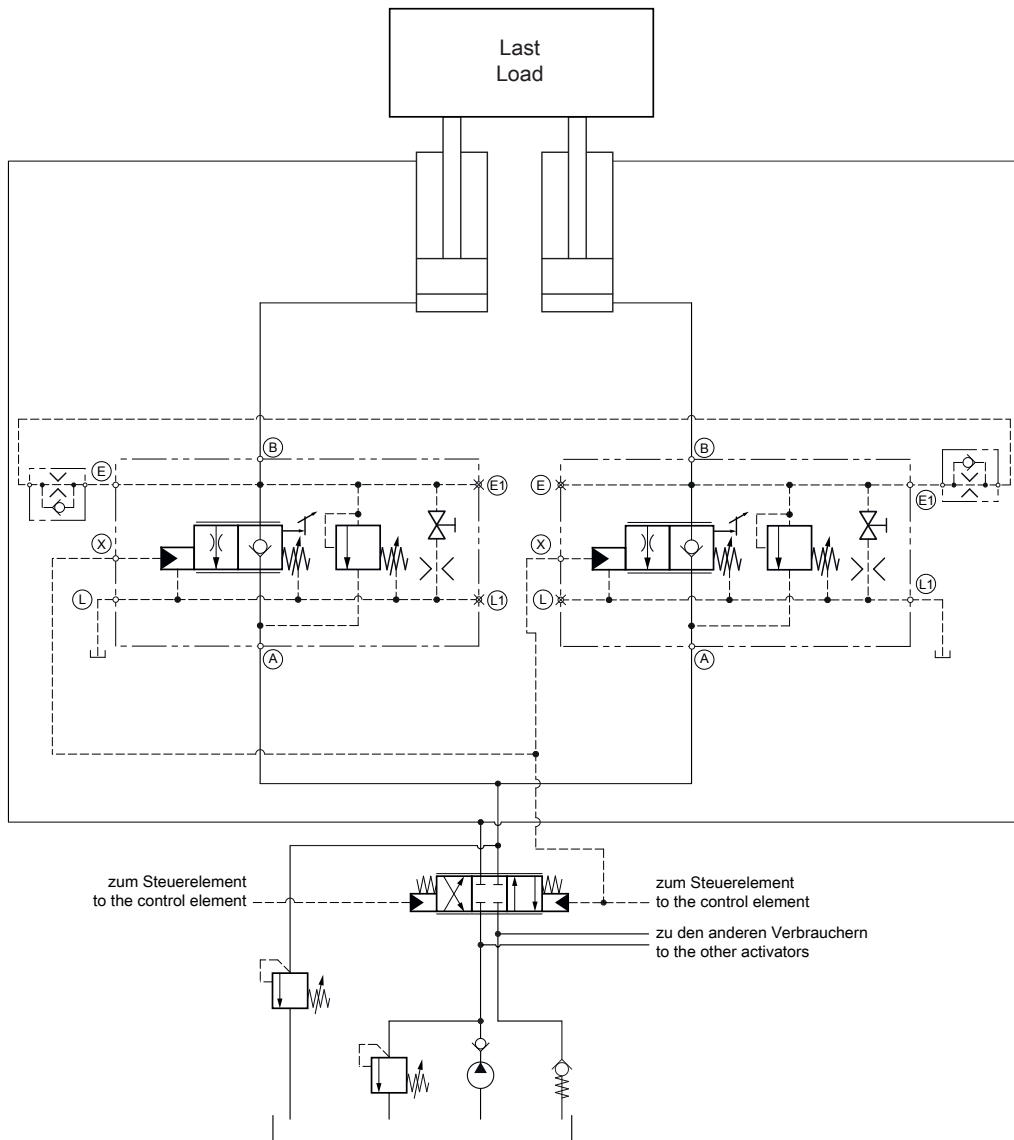 Last
Load
B
B
E
E1
E
E1
X
X
L
L1
L
L1
A
A
zum Steuerelement
to the control element
zum Steuerelement
to the control element
zu den anderen Verbrauchern
to the other activators